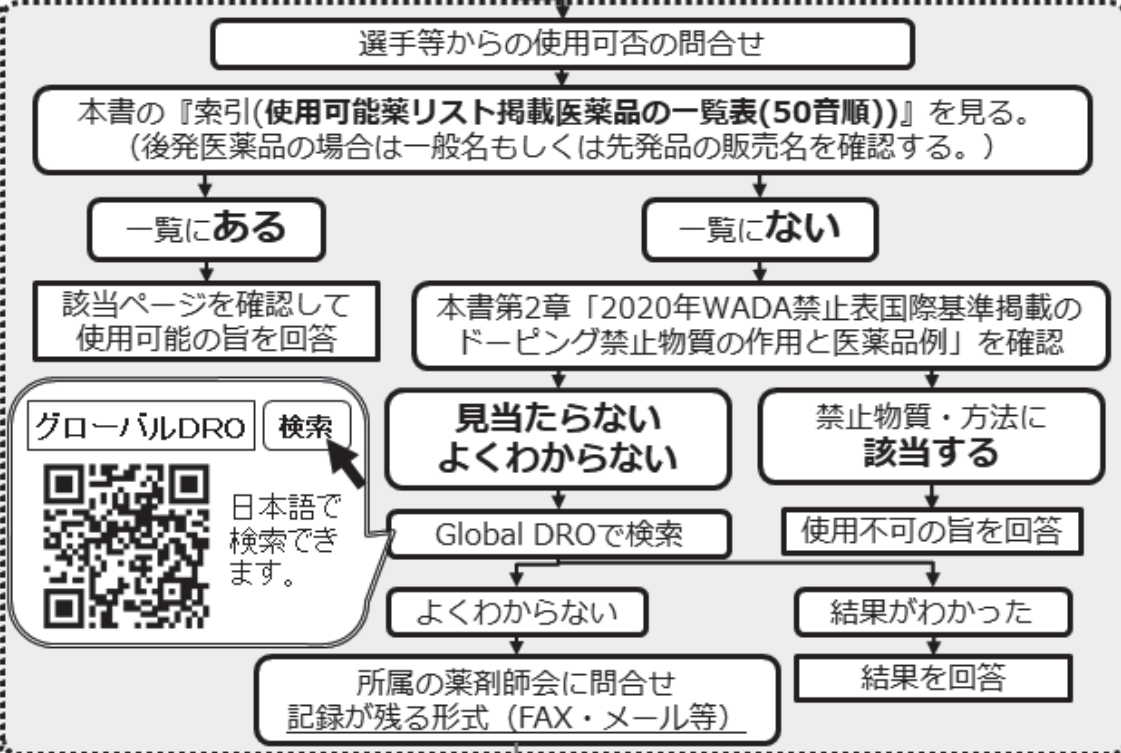 選手等からの使用可否の問合せ
本書の『索引(使用可能薬リスト掲載医薬品の一覧表(50音順))』を見る。
（後発医薬品の場合は一般名もしくは先発品の販売名を確認する。）
一覧にある
一覧にない
該当ページを確認して
使用可能の旨を回答
本書第2章「2020年WADA禁止表国際基準掲載の
ドーピング禁止物質の作用と医薬品例」を確認
見当たらない
よくわからない
禁止物質・方法に
該当する
グローバルDRO
検索
日本語で
検索でき
ます。
Global DROで検索
使用不可の旨を回答
よくわからない
結果がわかった
所属の薬剤師会に問合せ
記録が残る形式（FAX・メール等）
結果を回答